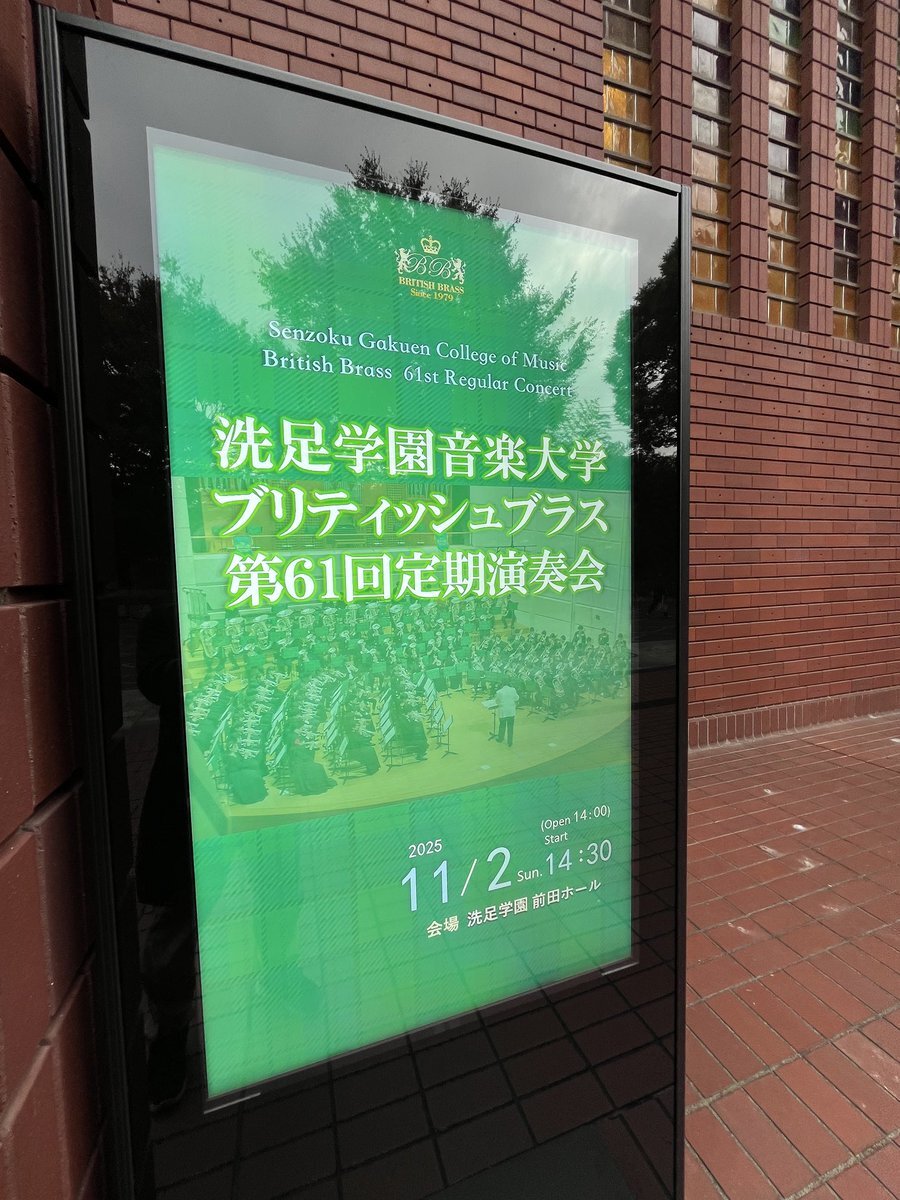 BB
BRITISH BRASS
Since 1979
Senzoku Gakuen College of Music
British Brass 61st Regular Concert
洗足学園音楽大学
ブリティッシュブラス
第61回定期演奏会
2025
(Open 14:00)
Start
11/2 Sun. 14:30
会場 洗足学園 前田ホール